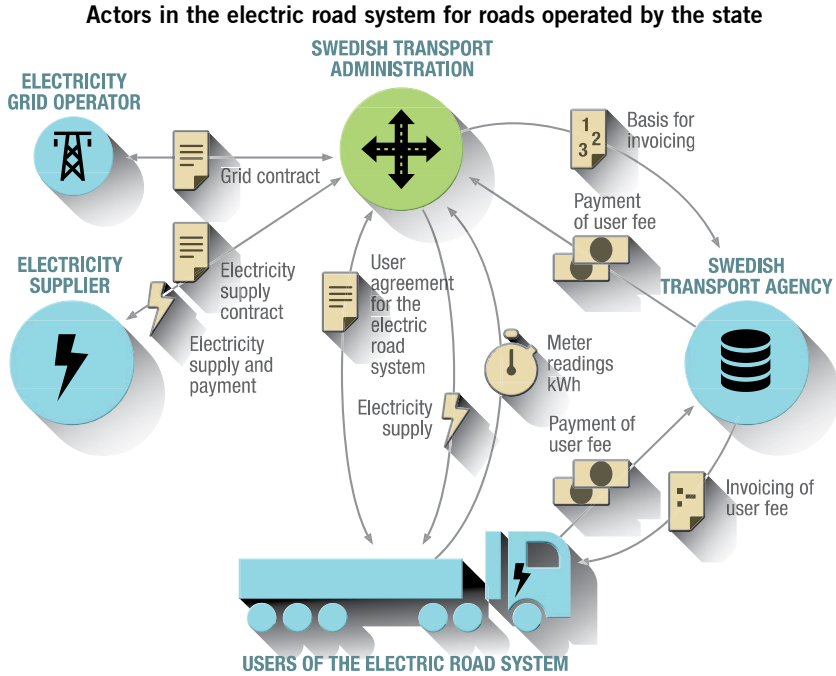 Actors in the electric road system for roads operated by the state
SWEDISH TRANSPORT
ADMINISTRATION
ELECTRICITY
GRID OPERATOR
Grid contract
1
2
3
Basis for
invoicing
Payment
of user fee
ELECTRICITY
SUPPLIER
Electricity
supply
contract
Electricity
supply and
payment
User
agreement
for the
electric
road
system
SWEDISH
TRANSPORT AGENCY
Meter
readings
kWh
Electricity
supply
Payment of
user fee
Invoicing of
user fee
USERS OF THE ELECTRIC ROAD SYSTEM